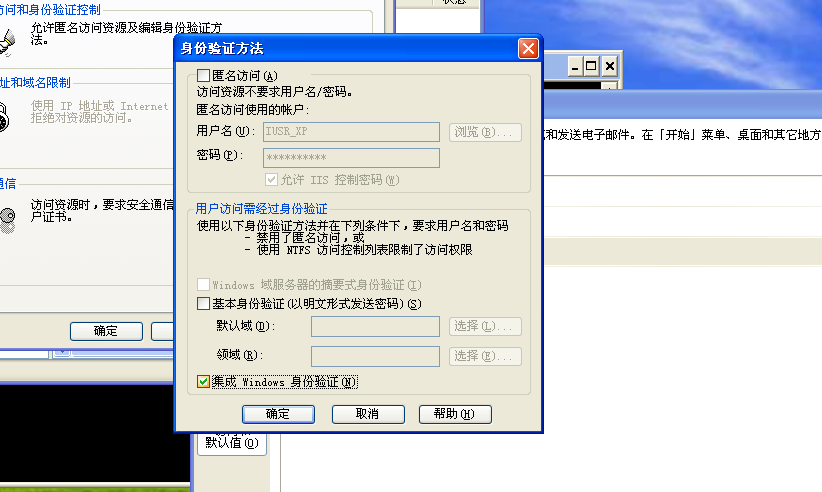 访问和身份验证控制
允许匿名访问资源及编辑身份验证方
法。
址和域名限制
使用 IP 地址或 Internet
拒绝对资源的访问。
通信
访问资源时，要求安全通信
户证书。
确定
状态
身份验证方法
匿名访问(A)
访问资源不要求用户名/密码。
匿名访问使用的帐户:
用户名(U):
IUSR_XP
浏览(B)...
密码(P):
**********
允许 IIS 控制密码(W)
用户访问需经过身份验证
使用以下身份验证方法并在下列条件下，要求用户名和密码
- 禁用了匿名访问，或
- 使用 NTFS 访问控制列表限制了访问权限
Windows 域服务器的摘要式身份验证(I)
基本身份验证(以明文形式发送密码)(S)
默认域(D):
选择(L)...
领域(R):
选择(E)...
集成 Windows 身份验证(N)
确定
取消
帮助(H)
和发送电子邮件。在「开始」菜单、桌面和其它地方
默认值(O)